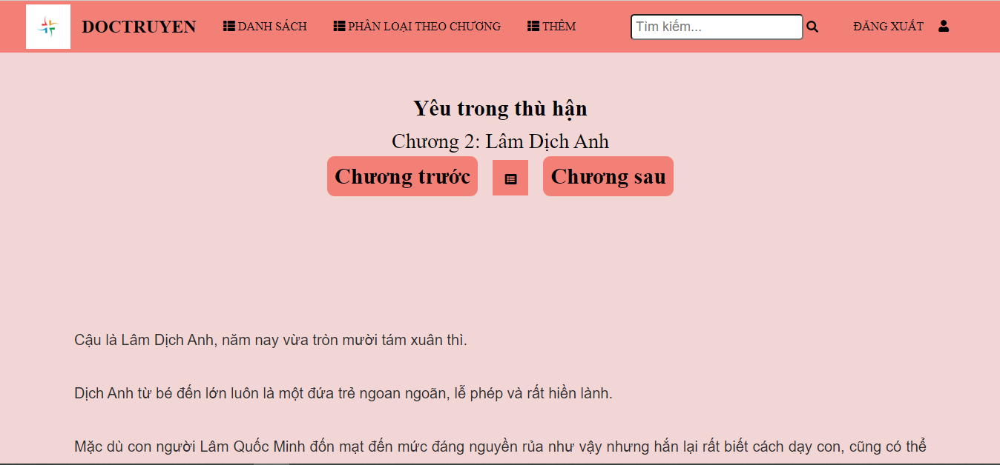 DOCTRUYEN DANH SÁCH PHÂN LOẠI THEO CHƯƠNG THÊM Tìm kiếm... ĐĂNG XUẤT
Yêu trong thù hận
Chương 2: Lâm Dịch Anh
Chương trước Chương sau
Cậu là Lâm Dịch Anh, năm nay vừa tròn mười tám xuân thì.
Dịch Anh từ bé đến lớn luôn là một đứa trẻ ngoan ngoãn, lễ phép và rất hiền lành.
Mặc dù con người Lâm Quốc Minh đốn mạt đến mức đáng nguyền rủa như vậy nhưng hắn lại rất biết cách dạy con, cũng có thể